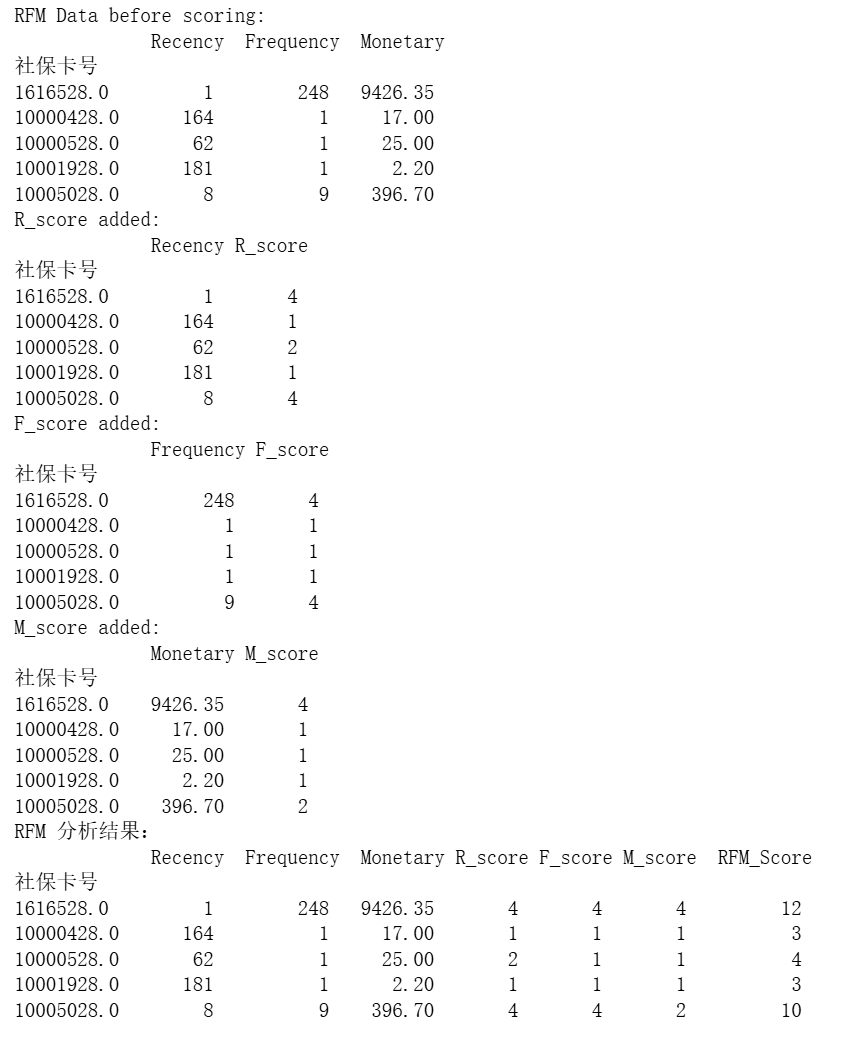 RFM Data before scoring:
Recency Frequency Monetary
社保卡号
1616528.0 1 248 9426.35
10000428.0 164 1 17.00
10000528.0 62 1 25.00
10001928.0 181 1 2.20
10005028.0 8 9 396.70
R_score added:
Recency R_score
社保卡号
1616528.0 1 4
10000428.0 164 1
10000528.0 62 2
10001928.0 181 1
10005028.0 8 4
F_score added:
Frequency F_score
社保卡号
1616528.0 248 4
10000428.0 1 1
10000528.0 1 1
10001928.0 1 1
10005028.0 9 4
M_score added:
Monetary M_score
社保卡号
1616528.0 9426.35 4
10000428.0 17.00 1
10000528.0 25.00 1
10001928.0 2.20 1
10005028.0 396.70 2
RFM 分析结果:
Recency Frequency Monetary R_score F_score M_score RFM_Score
社保卡号
1616528.0 1 248 9426.35 4 4 4 12
10000428.0 164 1 17.00 1 1 1 3
10000528.0 62 1 25.00 2 1 1 4
10001928.0 181 1 2.20 1 1 1 3
10005028.0 8 9 396.70 4 4 2 10